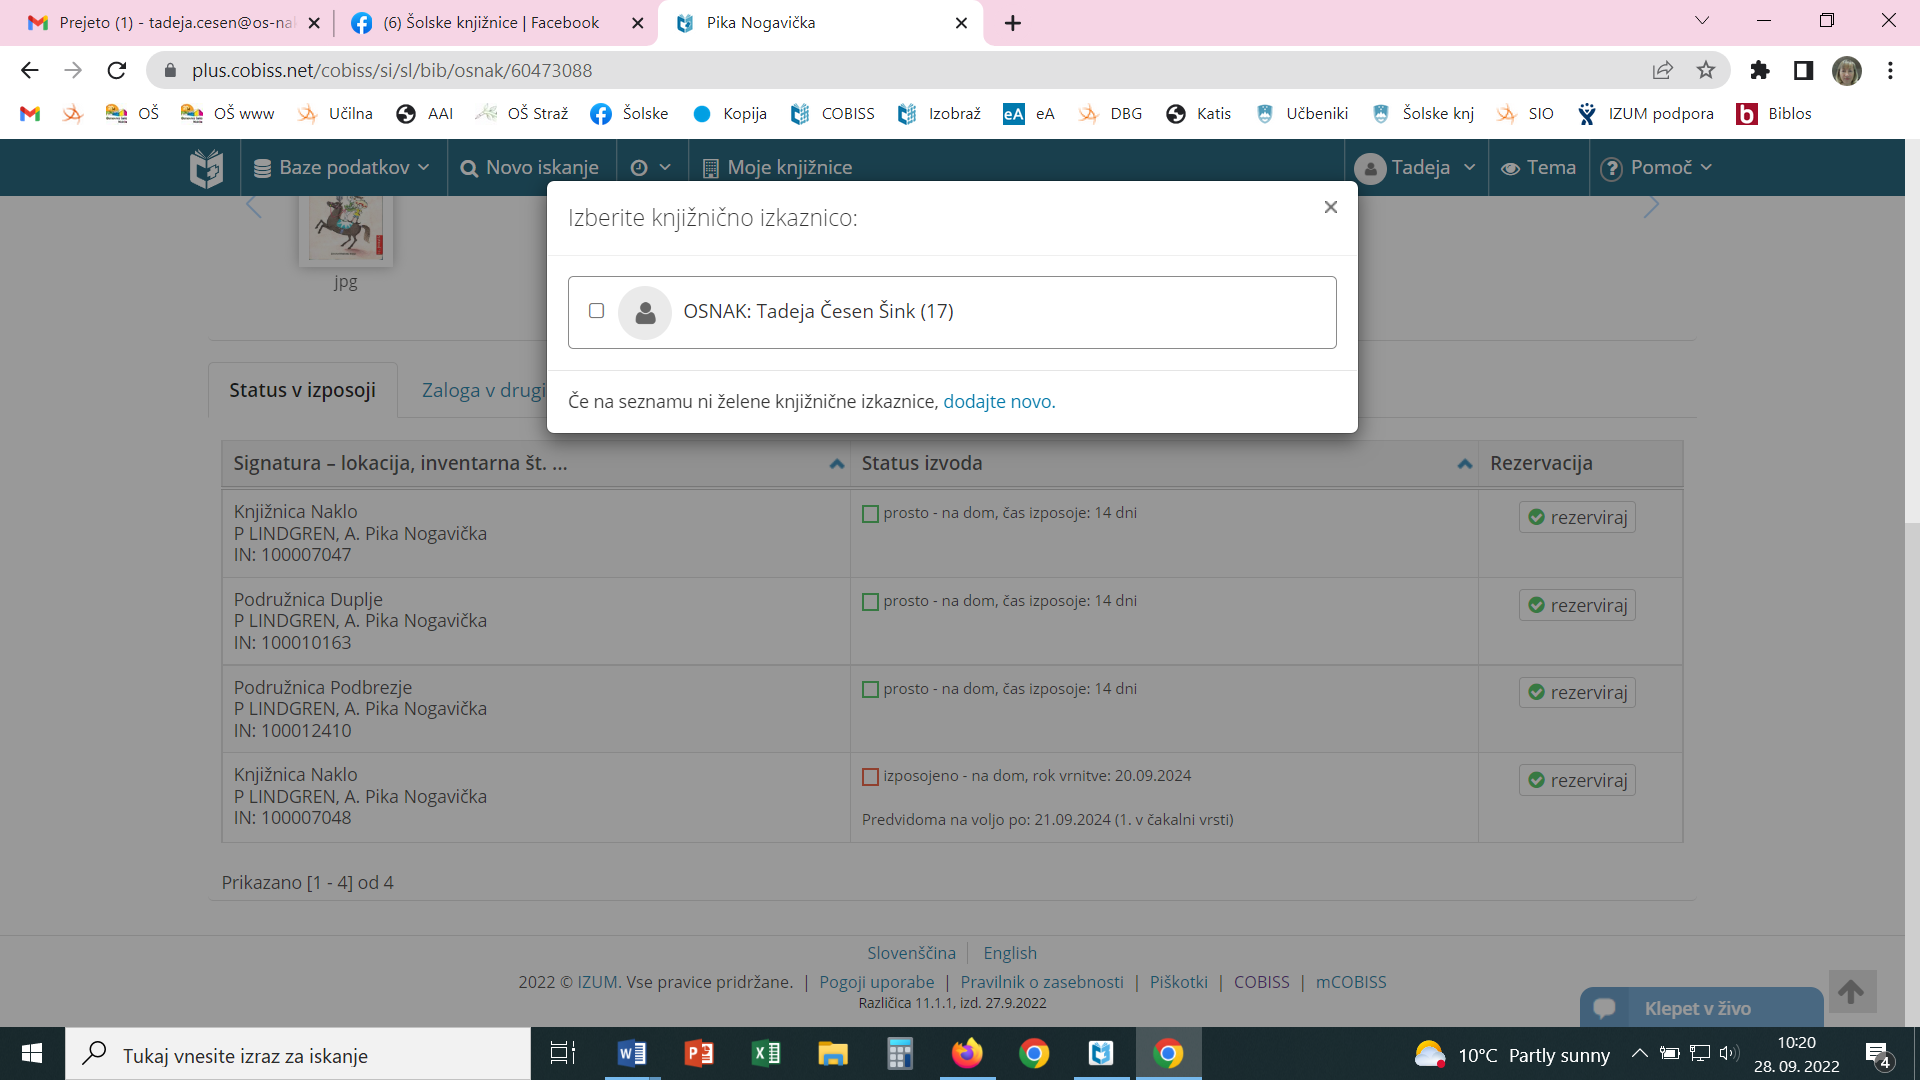 Prejeto (1) - tadeja.cesen@os-nak
(6) Šolske knjižnice | Facebook
Pika Nogavička
plus.cobiss.net/cobiss/si/sl/bib/osnak/60473088
OŠ
OŠ www
Učilna
AAI
OŠ Straž
Šolske
Kopija
COBISS
Izobraž
eA eA
DBG
Katis
Učbeniki
Šolske knj
SIO
IZUM podpora
b Biblos
Baze podatkov
Novo iskanje
Moje knjižnice
Tadeja
Tema
? Pomoč
Izberite knjižnično izkaznico:
OSNAK: Tadeja Česen Šink (17)
Če na seznamu ni želene knjižnične izkaznice, dodajte novo.
jpg
Status v izposoji
Zaloga v drugi
Signatura – lokacija, inventarna št. ...
Status izvoda
Rezervacija
Knjižnica Naklo
P LINDGREN, A. Pika Nogavička
IN: 100007047
prosto - na dom, čas izposoje: 14 dni
rezerviraj
Podružnica Duplje
P LINDGREN, A. Pika Nogavička
IN: 100010163
prosto - na dom, čas izposoje: 14 dni
rezerviraj
Podružnica Podbrezje
P LINDGREN, A. Pika Nogavička
IN: 100012410
prosto - na dom, čas izposoje: 14 dni
rezerviraj
Knjižnica Naklo
P LINDGREN, A. Pika Nogavička
IN: 100007048
izposojeno - na dom, rok vrnitve: 20.09.2024
Predvidoma na voljo po: 21.09.2024 (1. v čakalni vrsti)
rezerviraj
Prikazano [1 - 4] od 4
Slovenščina | English
2022 © IZUM. Vse pravice pridržane. | Pogoji uporabe | Pravilnik o zasebnosti | Piškotki | COBISS | mCOBISS
Različica 11.1.1, izd. 27.9.2022
Klepet v živo
Tukaj vnesite izraz za iskanje
10°C Partly sunny
10:20
28. 09. 2022
4